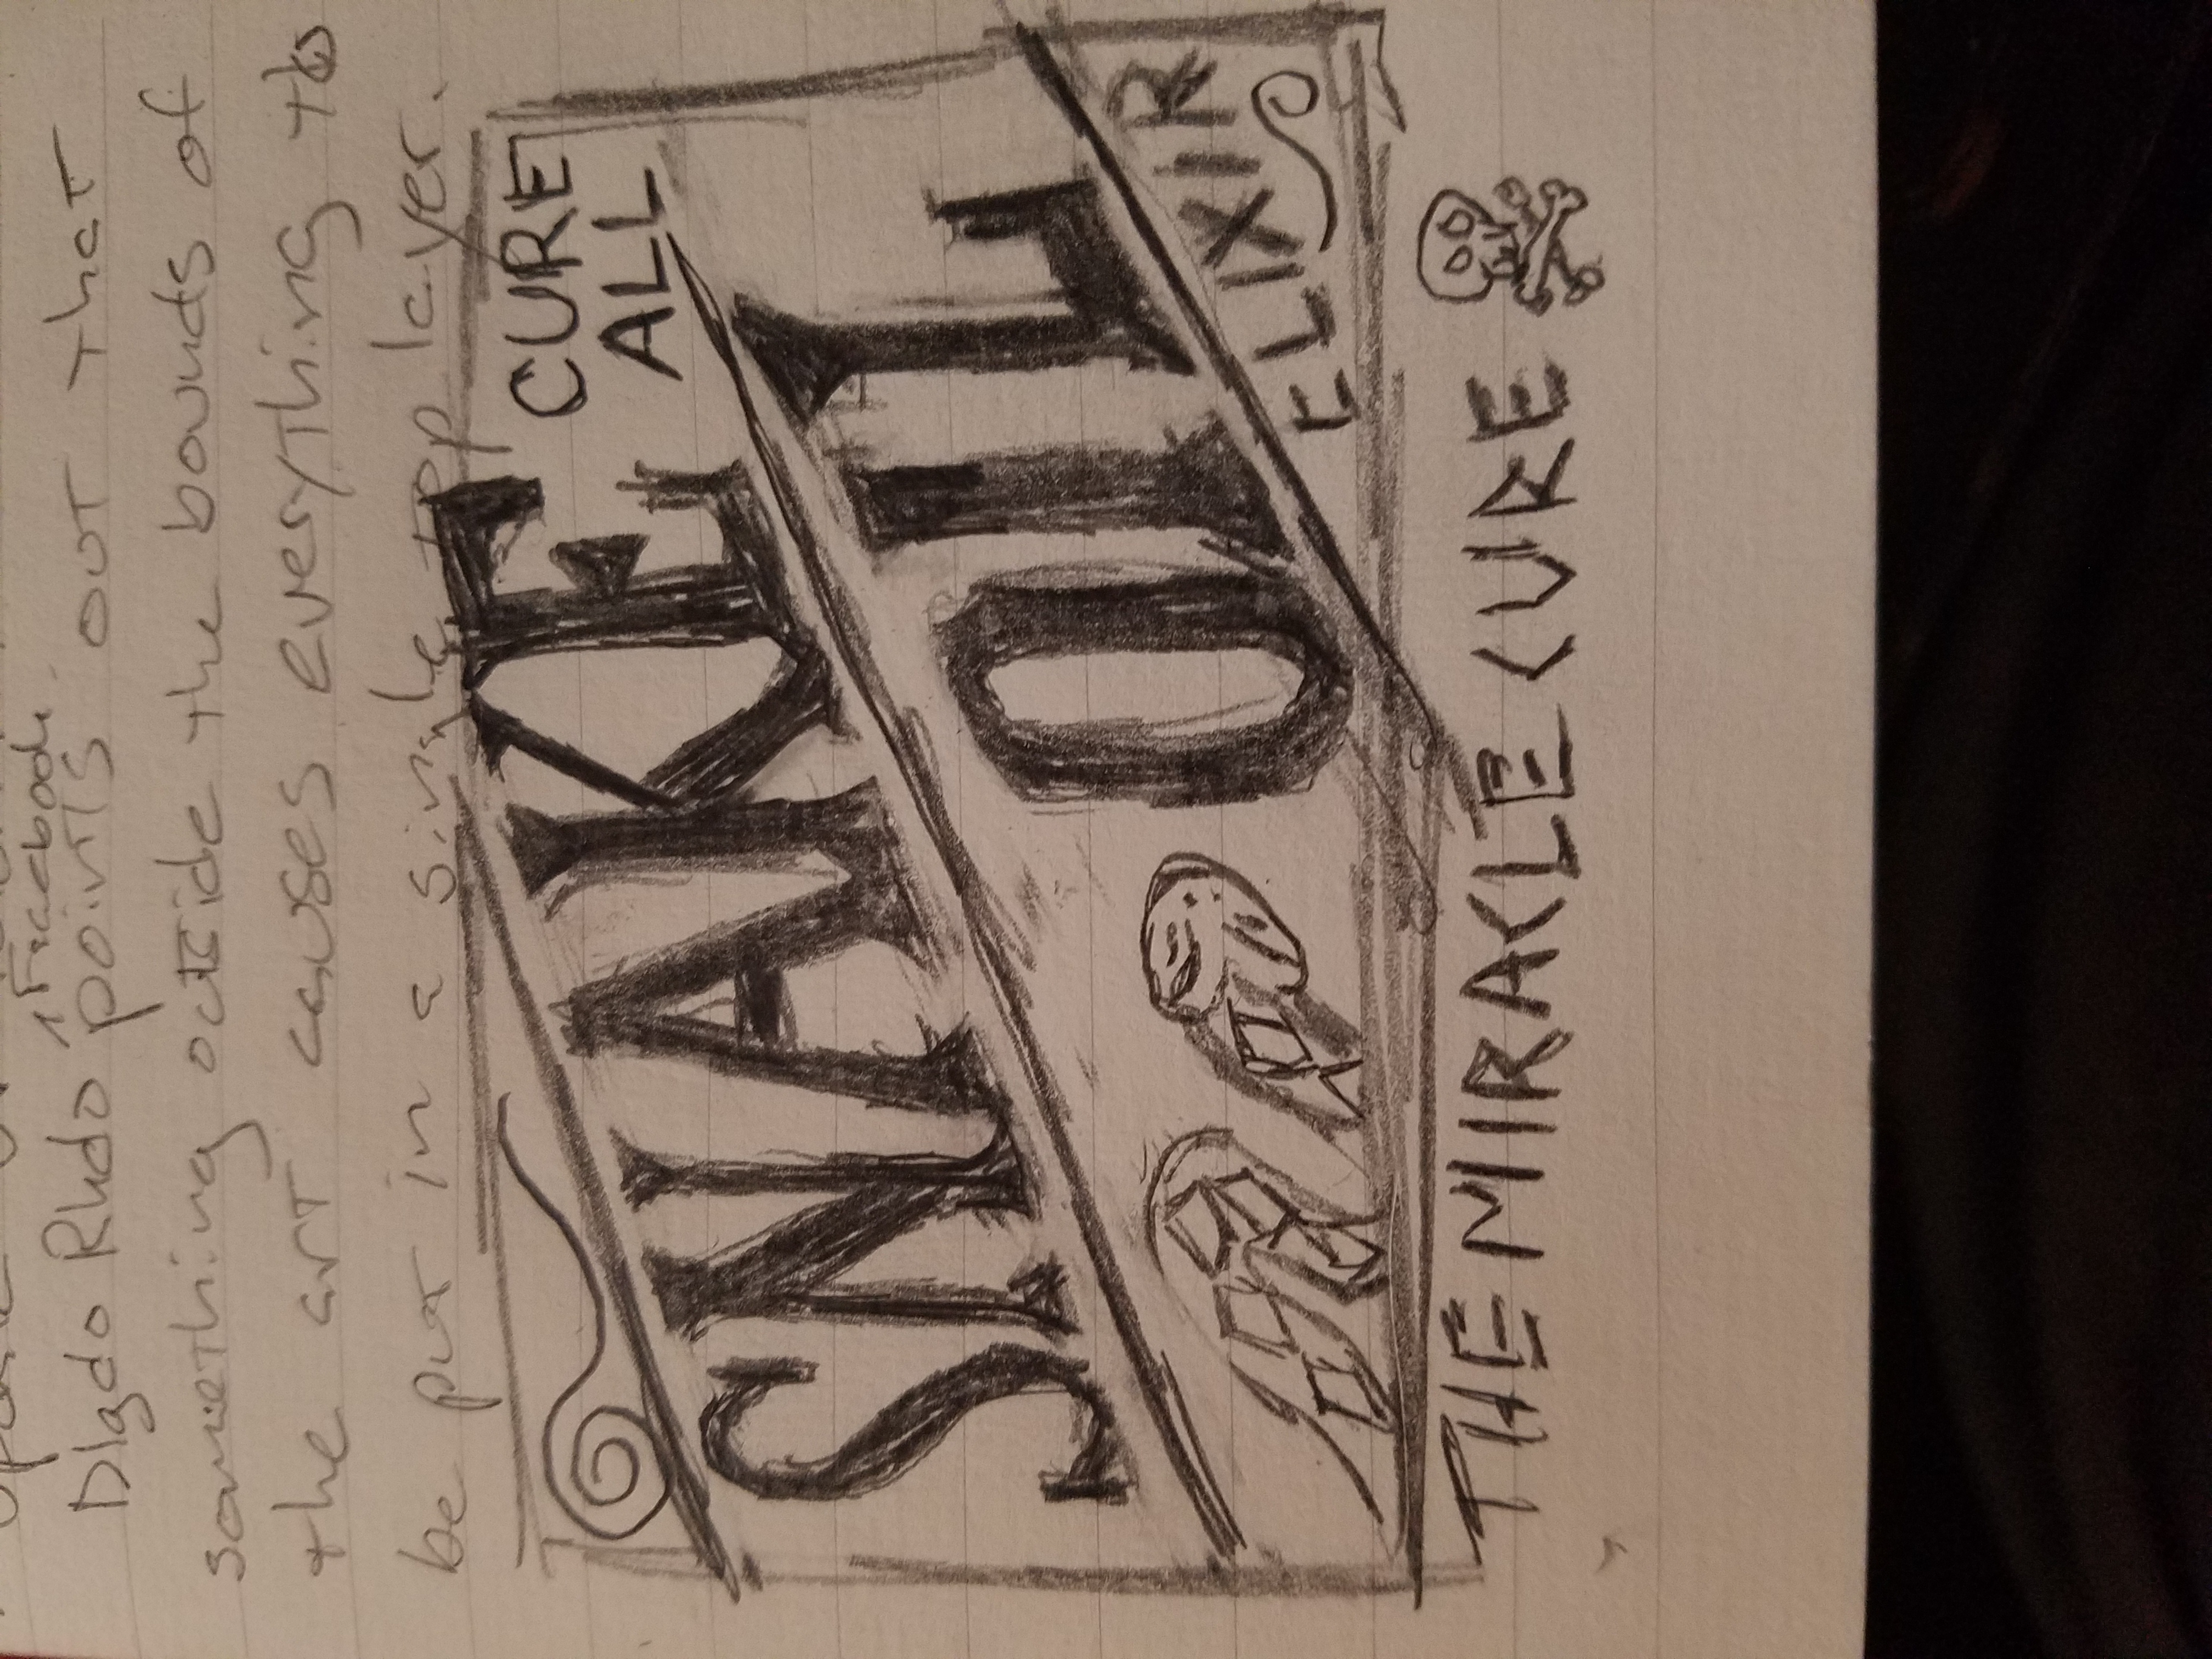 Facebook
Dlgdo Rhdo points out that
something outside the bounds of
the art causes everything to
be put in a single top layer.
SNAKE
CURE
ALL
OIL
ELIXIR
THE MIRACLE CURE